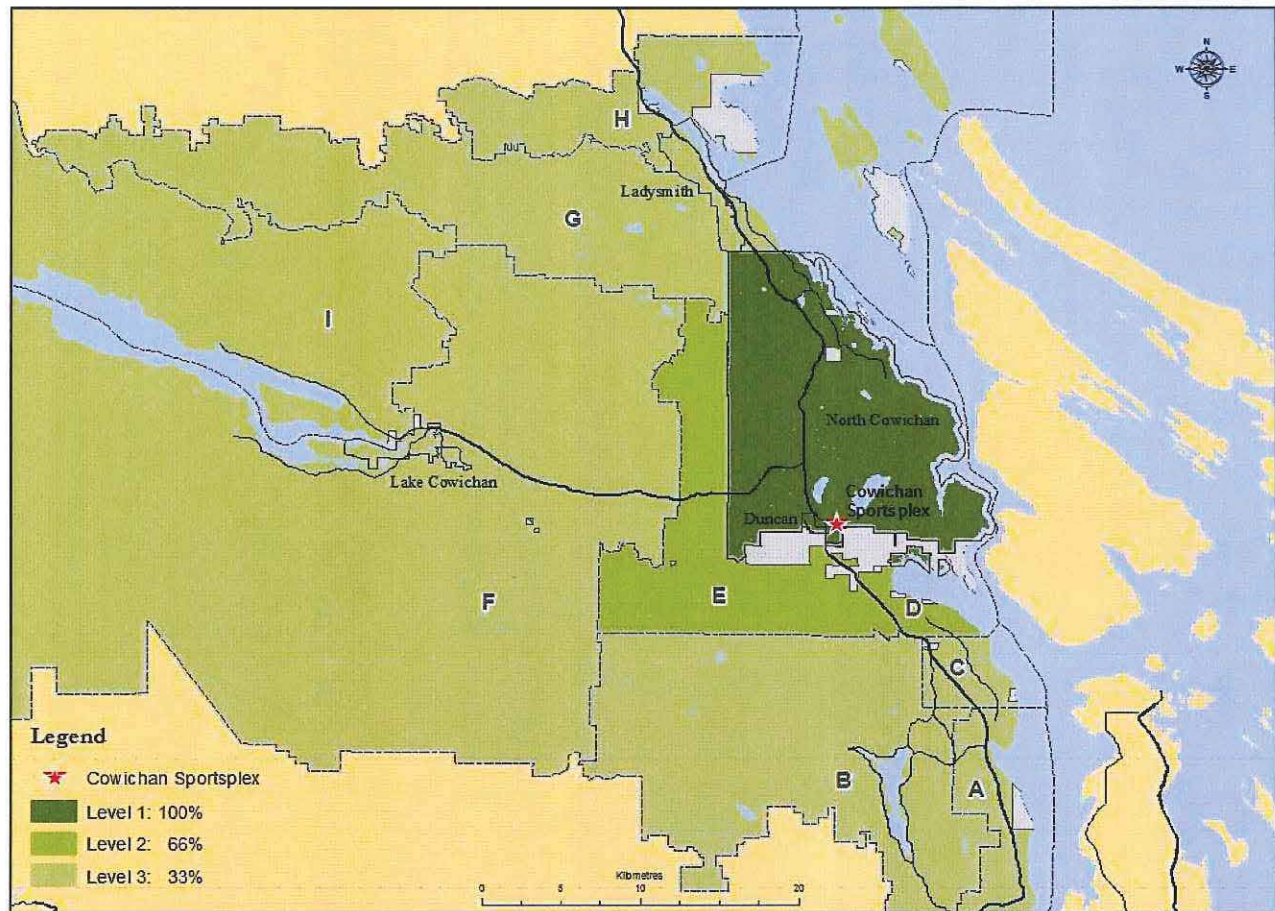 N
W E
S
H
Ladysmith
G
I
North Cowichan
Lake Cowichan
Cowichan
Sportsplex
Duncan
F
E
D
C
B
A
Legend
Cowichan Sportsplex
Level 1: 100%
Level 2: 66%
Level 3: 33%
Kilometres
0 5 10 20